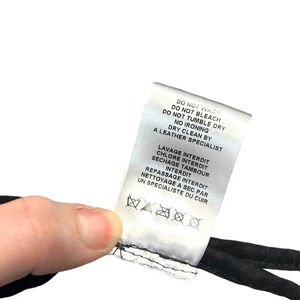 DO NOT WASH
DO NOT BLEACH
DO NOT TUMBLE DRY
NO IRONING
DRY CLEAN BY
A LEATHER SPECIALIST
LAVAGE INTERDIT
CHLORE INTERDIT
SECHAGE TAMBOUR
INTERDIT
REPASSAGE INTERDIT
NETTOYAGE A SEC PAR
UN SPECIALISTE DU CUIR